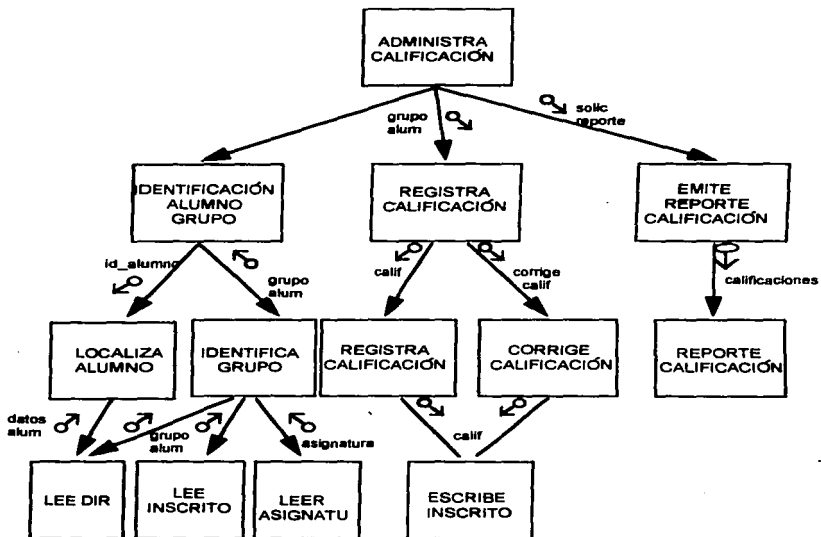 ADMINISTRA
CALIFICACIÓN
grupo
alum
solic
reporte
IDENTIFICACIÓN
ALUMNO
GRUPO
REGISTRA
CALIFICACIÓN
EMITE
REPORTE
CALIFICACIÓN
id_alumno
grupo
alum
calif
corrige
calif
calificaciones
LOCALIZA
ALUMNO
IDENTIFICA
GRUPO
REGISTRA
CALIFICACIÓN
CORRIGE
CALIFICACIÓN
REPORTE
CALIFICACIÓN
datos
alum
grupo
alum
asignatura
calif
LEE DIR
LEE
INSCRITO
LEER
ASIGNATU
ESCRIBE
INSCRITO